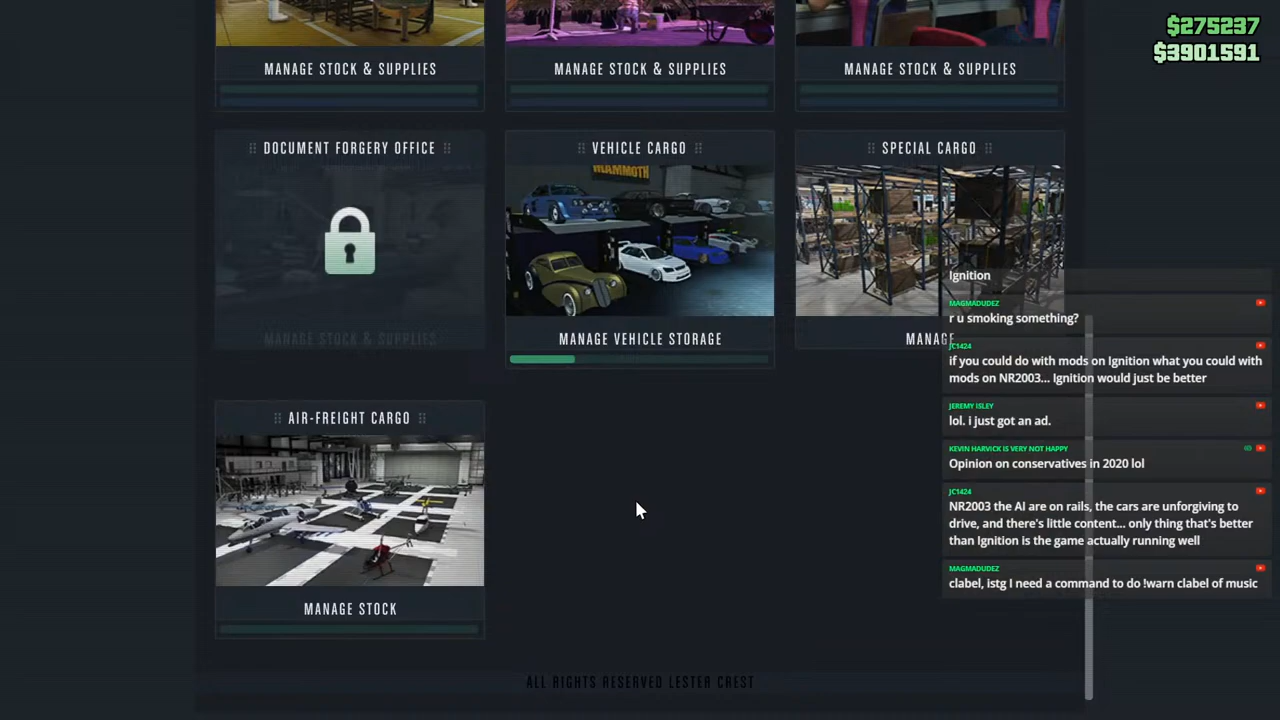 $275237
$3901591
MANAGE STOCK & SUPPLIES
MANAGE STOCK & SUPPLIES
MANAGE STOCK & SUPPLIES
DOCUMENT FORGERY OFFICE
VEHICLE CARGO
SPECIAL CARGO
MAMMOTH
MANAGE STOCK & SUPPLIES
MANAGE VEHICLE STORAGE
MANAGE
AIR-FREIGHT CARGO
MANAGE STOCK
ALL RIGHTS RESERVED LESTER CREST
Ignition
MAGMADUDEZ
r u smoking something?
JC1424
if you could do with mods on Ignition what you could with
mods on NR2003... Ignition would just be better
JEREMY ISLEY
lol. i just got an ad.
KEVIN HARVICK IS VERY NOT HAPPY
Opinion on conservatives in 2020 lol
JC1424
NR2003 the AI are on rails, the cars are unforgiving to
drive, and there's little content... only thing that's better
than Ignition is the game actually running well
MAGMADUDEZ
clabel, istg I need a command to do !warn clabel of music